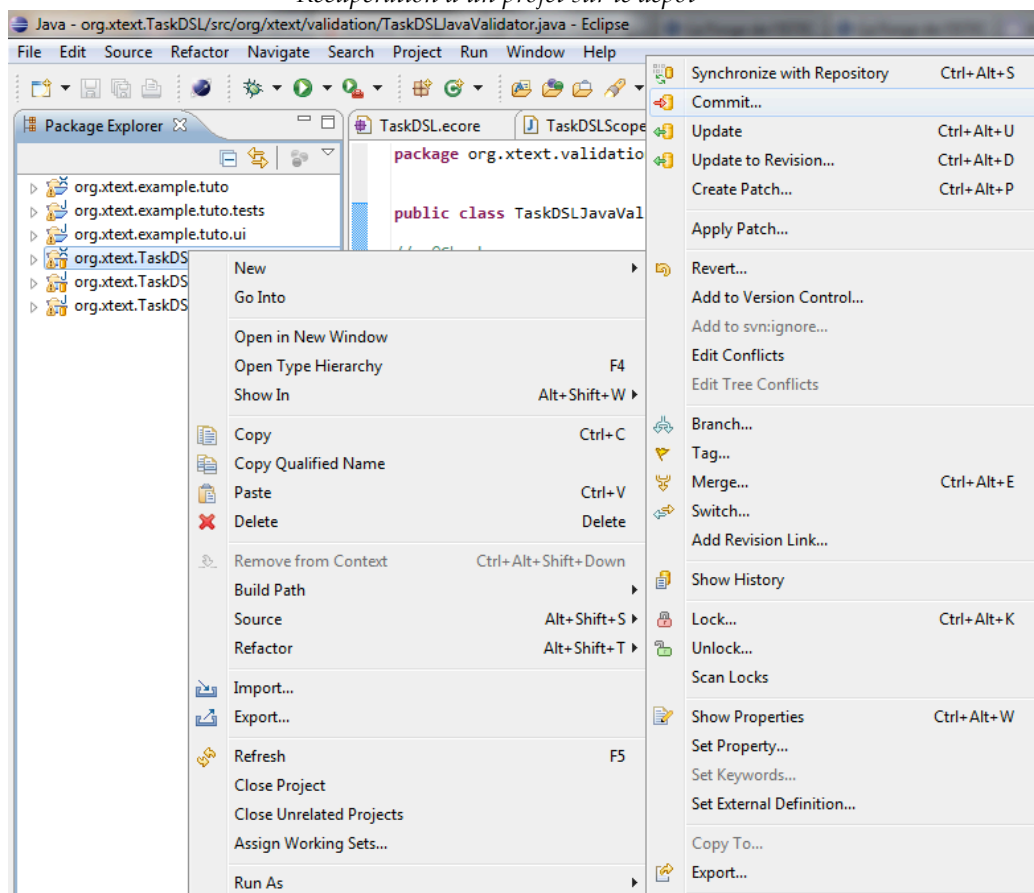 Récupération d'un projet sur le dépôt
Java - org.xtext.TaskDSL/src/org/xtext/validation/TaskDSLJavaValidator.java - Eclipse
File Edit Source Refactor Navigate Search Project Run Window Help
Package Explorer
TaskDSL.ecore
TaskDSLScope
package org.xtext.validatio
public class TaskDSLJavaVal
org.xtext.example.tuto
org.xtext.example.tuto.tests
org.xtext.example.tuto.ui
org.xtext.TaskDS
org.xtext.TaskDS
org.xtext.TaskDS
New
Go Into
Open in New Window
Open Type Hierarchy F4
Show In Alt+Shift+W
Copy Ctrl+C
Copy Qualified Name
Paste Ctrl+V
Delete Delete
Remove from Context Ctrl+Alt+Shift+Down
Build Path
Source Alt+Shift+S
Refactor Alt+Shift+T
Import...
Export...
Refresh F5
Close Project
Close Unrelated Projects
Assign Working Sets...
Run As
Synchronize with Repository Ctrl+Alt+S
Commit...
Update Ctrl+Alt+U
Update to Revision... Ctrl+Alt+D
Create Patch... Ctrl+Alt+P
Apply Patch...
Revert...
Add to Version Control...
Add to svn:ignore...
Edit Conflicts
Edit Tree Conflicts
Branch...
Tag...
Merge... Ctrl+Alt+E
Switch...
Add Revision Link...
Show History
Lock... Ctrl+Alt+K
Unlock...
Scan Locks
Show Properties Ctrl+Alt+W
Set Property...
Set Keywords...
Set External Definition...
Copy To...
Export...